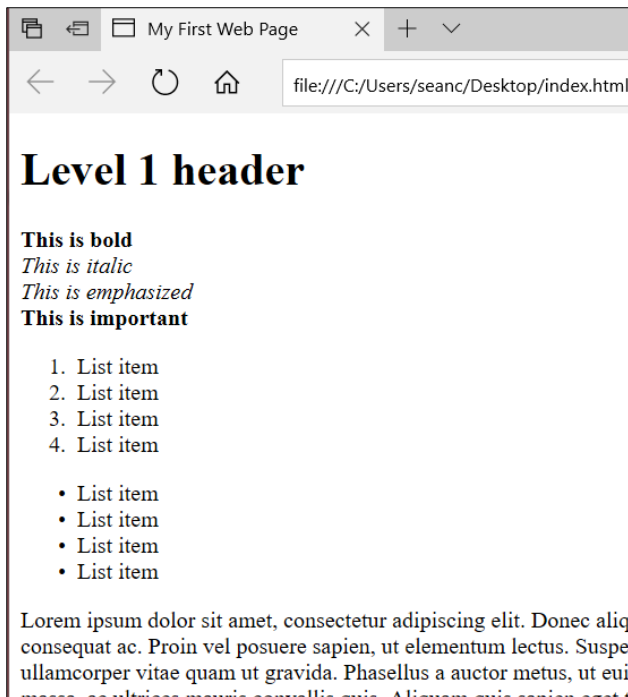 My First Web Page
file:///C:/Users/seanc/Desktop/index.html
Level 1 header
This is bold
This is italic
This is emphasized
This is important
1. List item
2. List item
3. List item
4. List item
• List item
• List item
• List item
• List item
Lorem ipsum dolor sit amet, consectetur adipiscing elit. Donec aliq
consequat ac. Proin vel posuere sapien, ut elementum lectus. Suspe
ullamcorper vitae quam ut gravida. Phasellus a auctor metus, ut eui